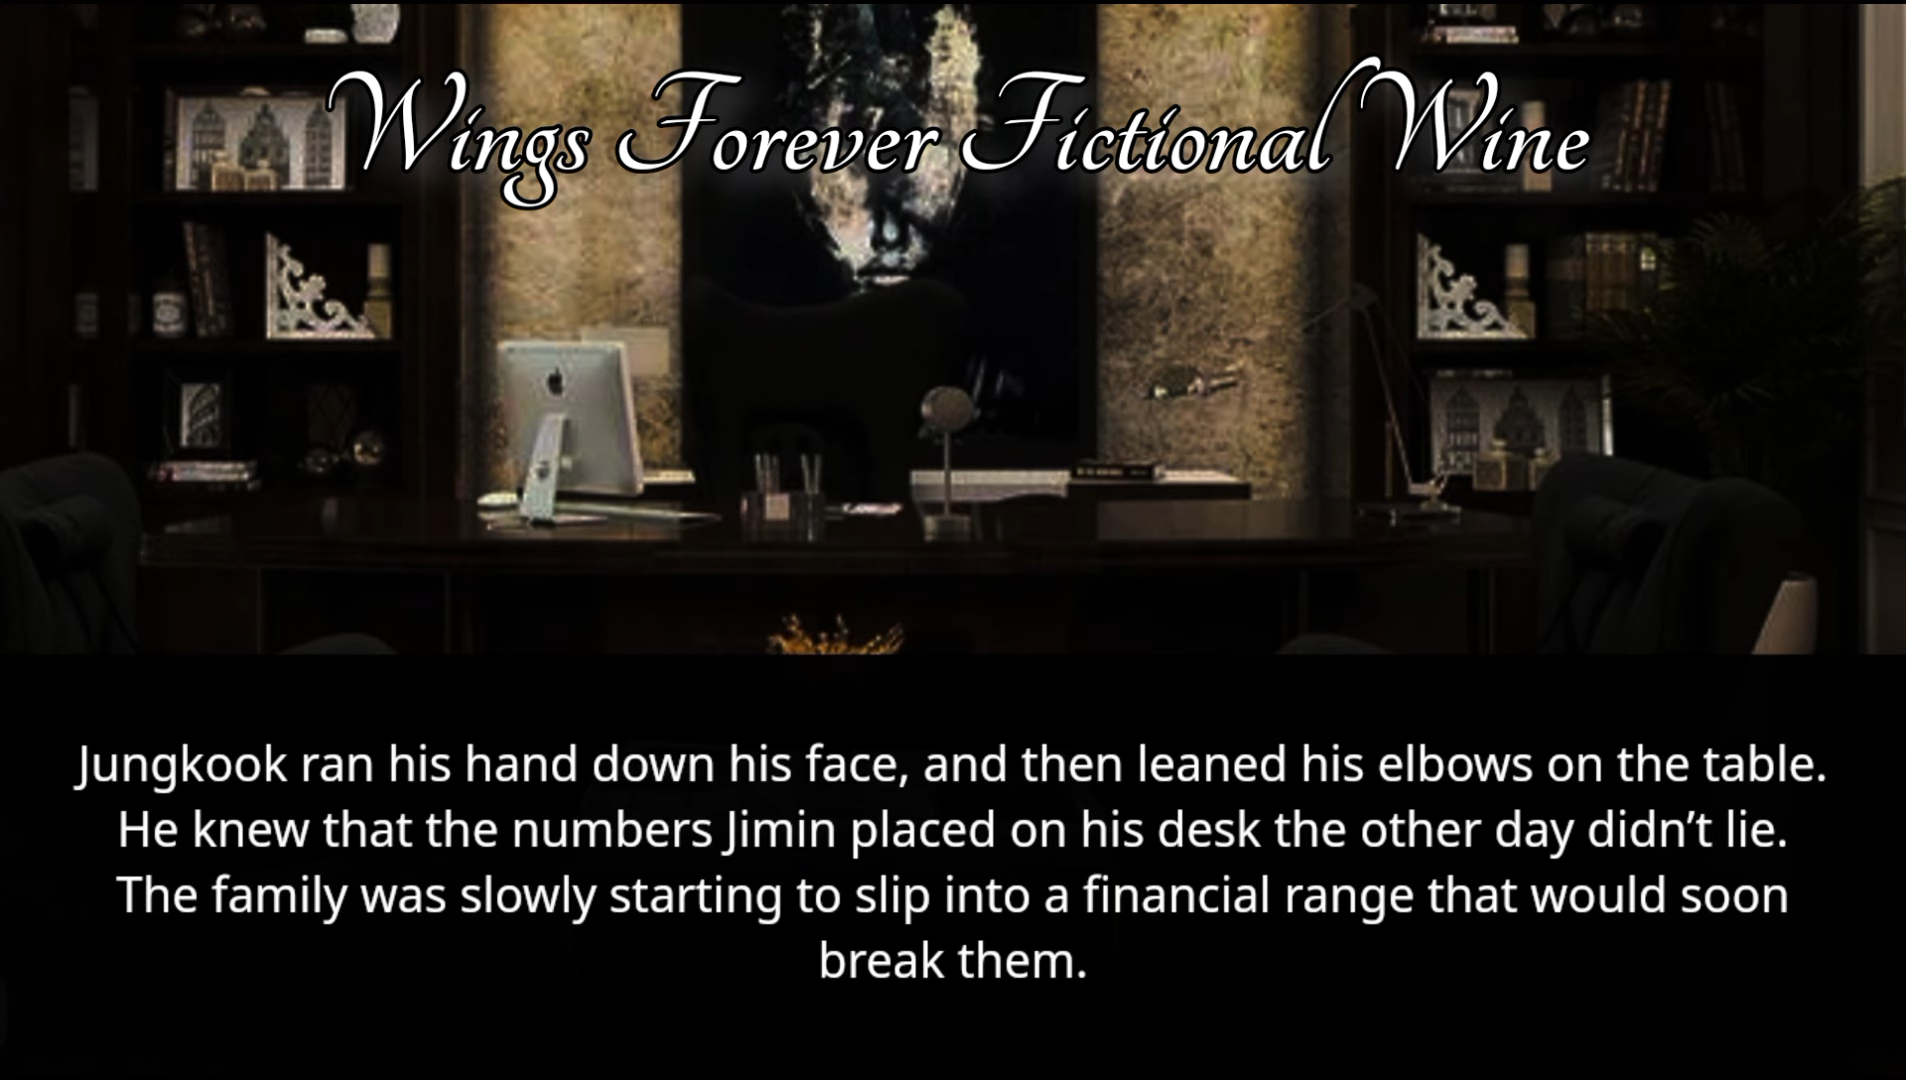 Wings Forever Fictional Wine
Jungkook ran his hand down his face, and then leaned his elbows on the table.
He knew that the numbers Jimin placed on his desk the other day didn’t lie.
The family was slowly starting to slip into a financial range that would soon
break them.